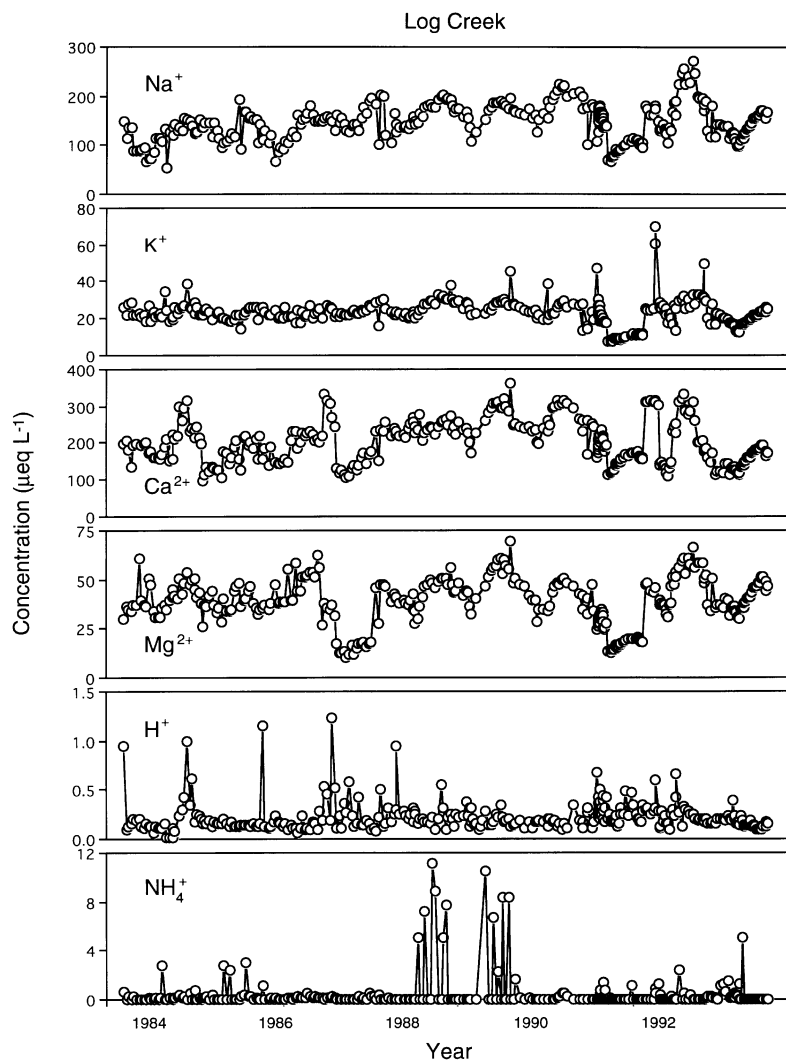 Log Creek
300
Na⁺
200
100
0
80
K⁺
60
40
20
0
400
300
200
100
Ca²⁺
0
75
50
25
Mg²⁺
0
1.5
H⁺
1.0
0.5
0.0
12
NH₄⁺
8
4
0
1984 1986 1988 1990 1992
Year
Concentration (μeq L⁻¹)